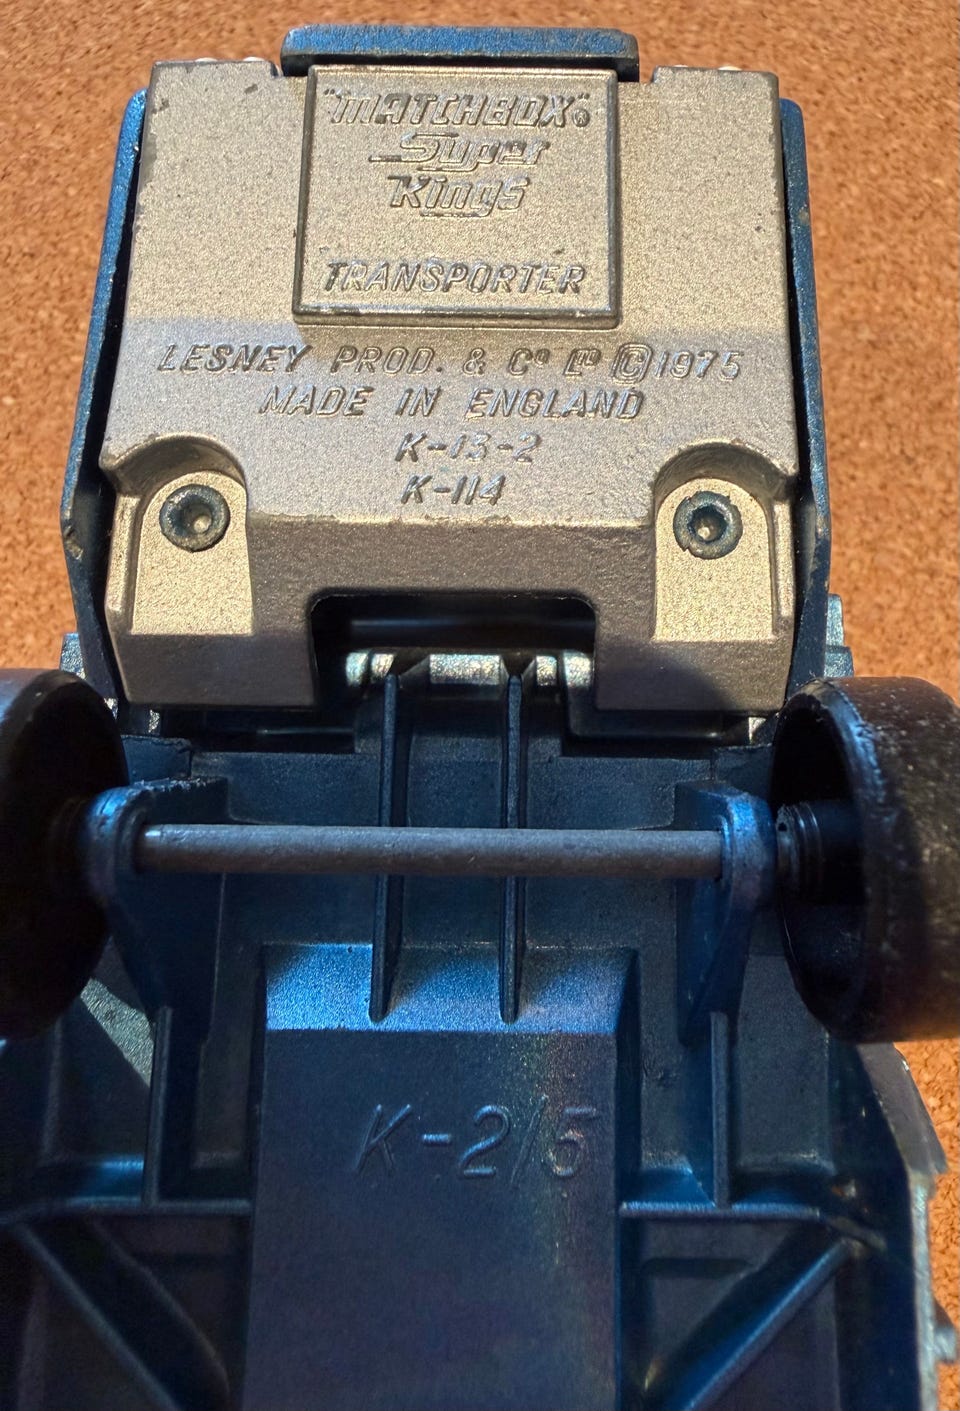 "MATCHBOX"®
Super
Kings
TRANSPORTER
LESNEY PROD. & Co LTD ©1975
MADE IN ENGLAND
K-13-2
K-114
K-2/5